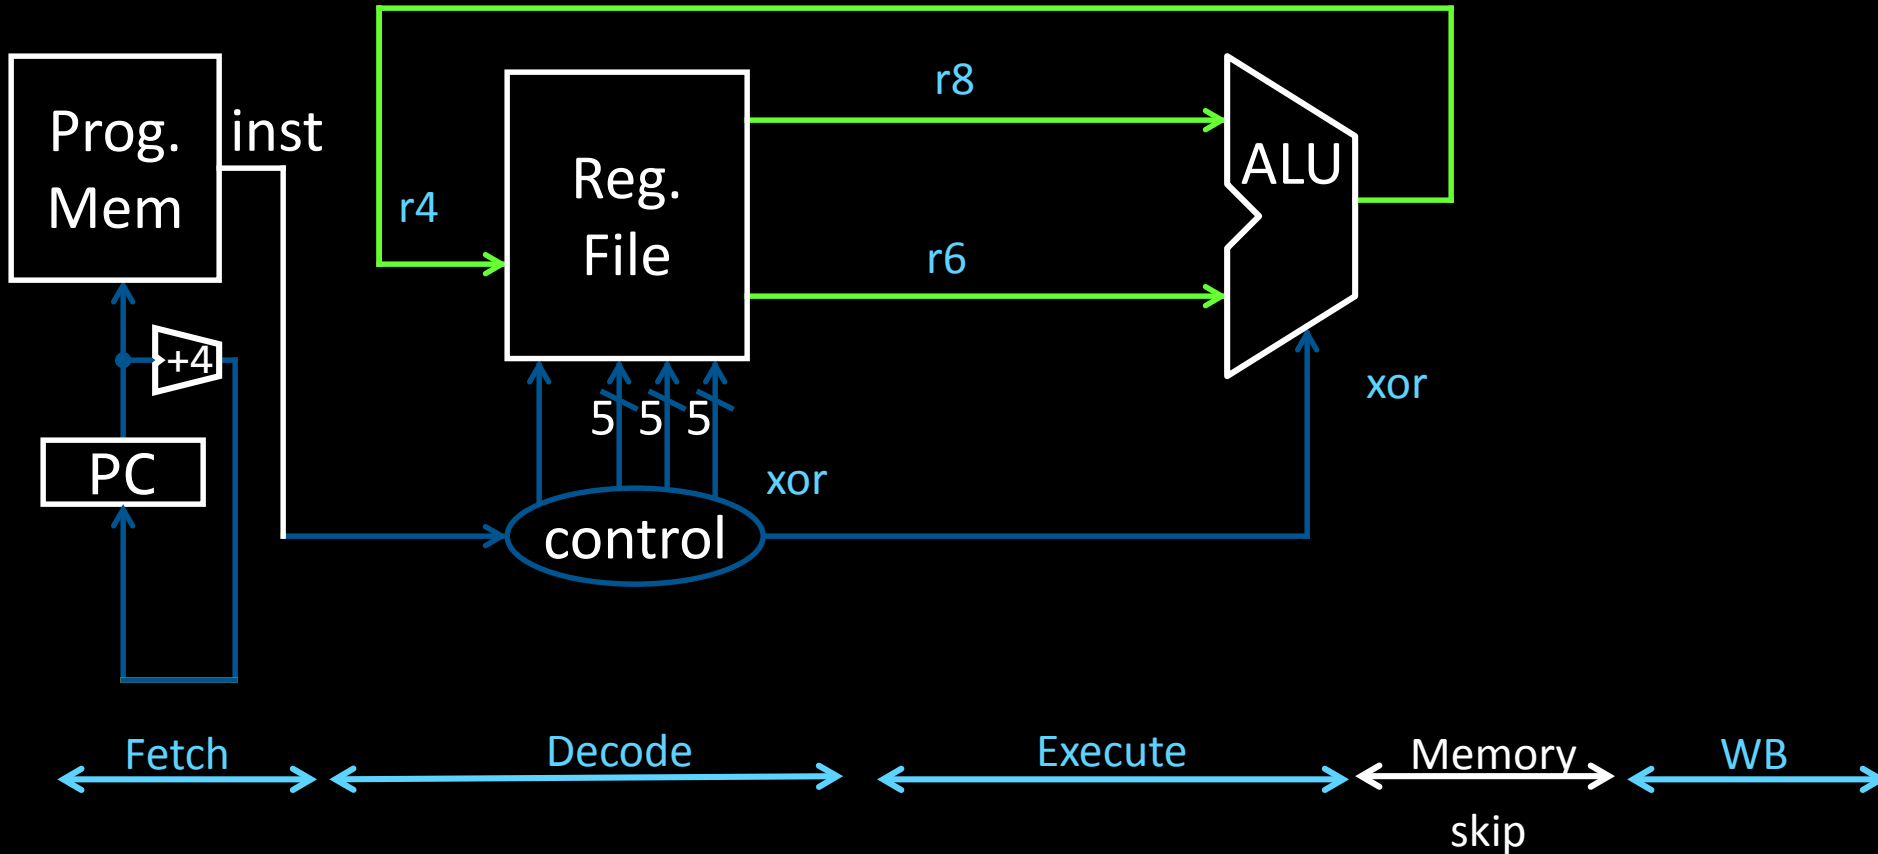 Prog.
Mem
inst
+4
PC
r4
Reg.
File
r8
r6
ALU
5 5 5
xor
xor
control
Fetch
Decode
Execute
Memory
WB
skip